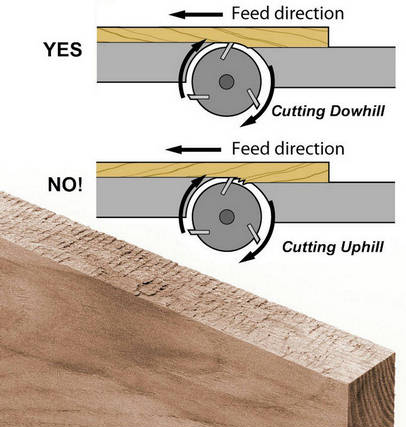 Feed direction
YES
Cutting Dowhill
Feed direction
NO!
Cutting Uphill